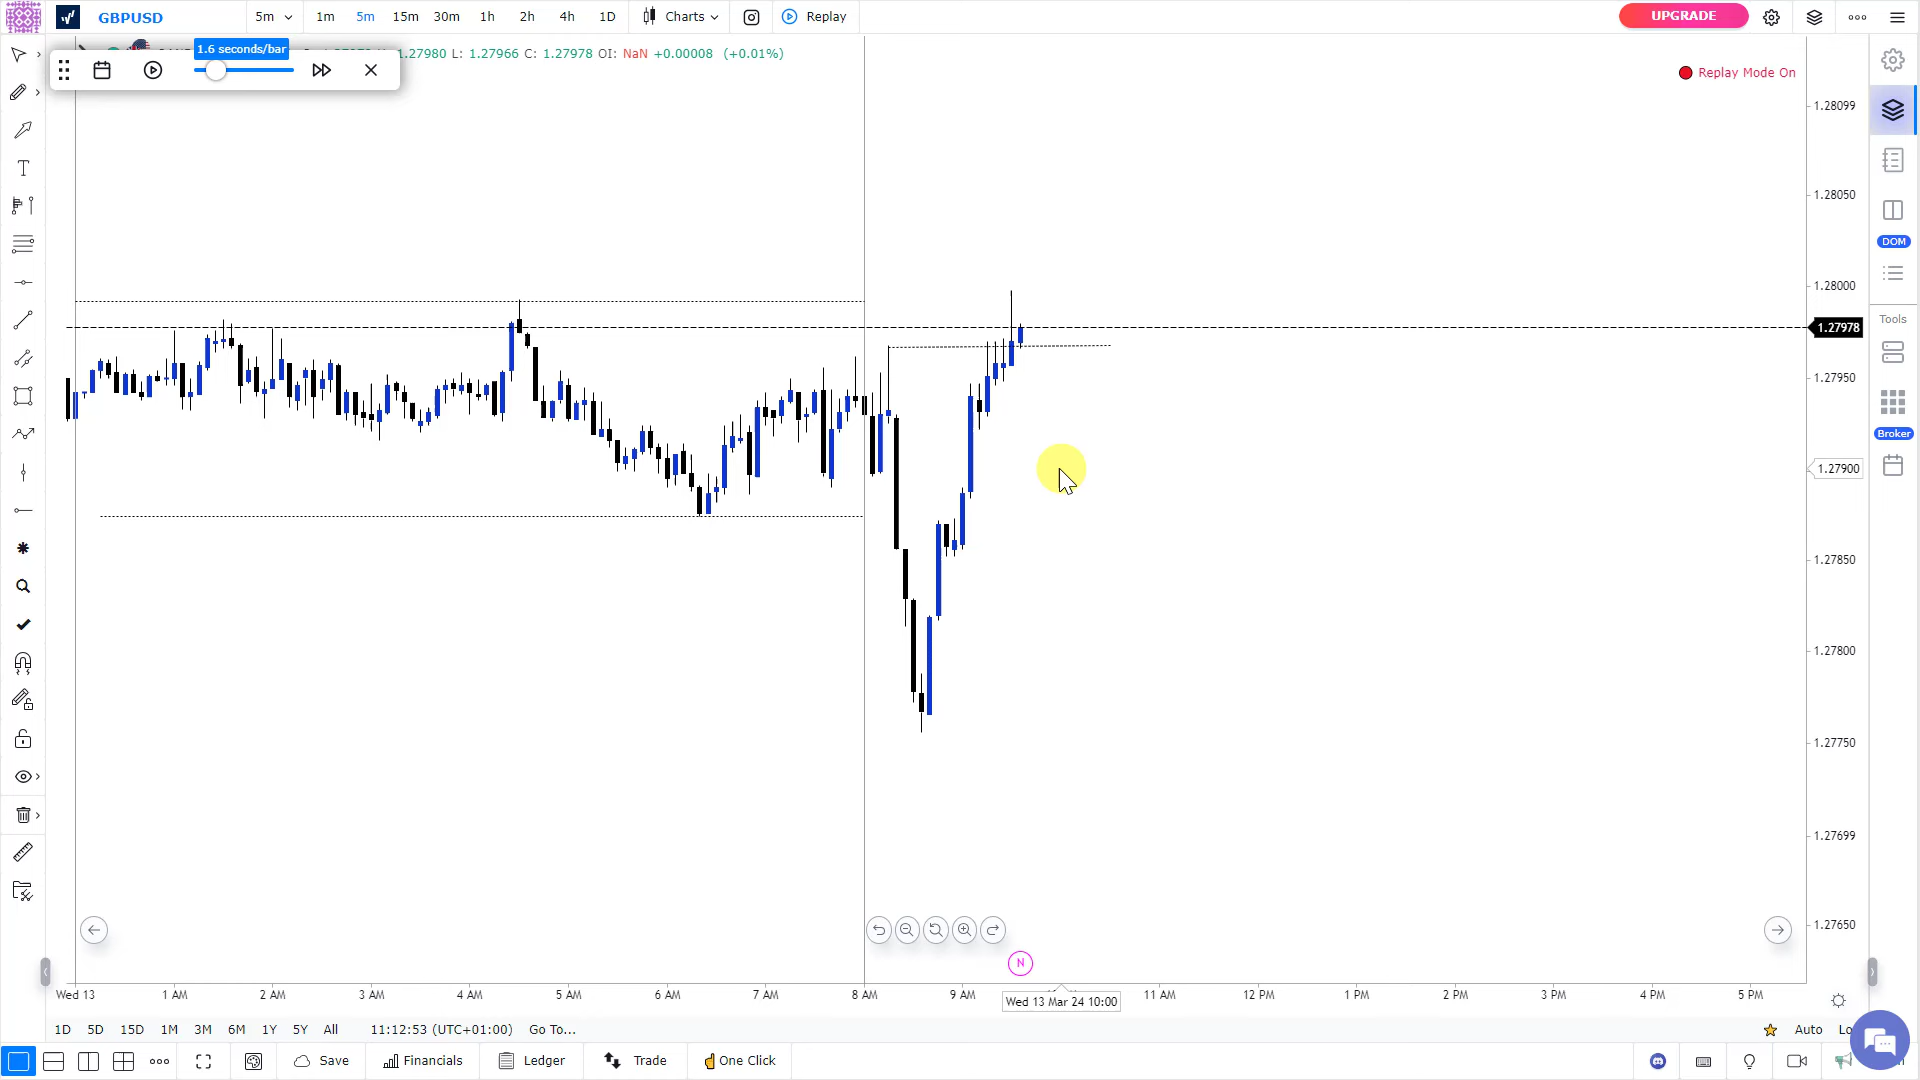 GBPUSD
5m
1m
5m
15m
30m
1h
2h
4h
1D
Charts
Replay
UPGRADE
1.6 seconds/bar
1.27980 L: 1.27966 C: 1.27978 OI: NaN +0.00008 (+0.01%)
Replay Mode On
1.28099
1.28050
1.28000
1.27978
1.27950
1.27900
1.27850
1.27800
1.27750
1.27699
1.27650
DOM
Tools
Broker
N
Wed 13
1 AM
2 AM
3 AM
4 AM
5 AM
6 AM
7 AM
8 AM
9 AM
11 AM
12 PM
1 PM
2 PM
3 PM
4 PM
5 PM
Wed 13 Mar 24 10:00
1D
5D
15D
1M
3M
6M
1Y
5Y
All
11:12:53 (UTC+01:00)
Go To...
Auto
Save
Financials
Ledger
Trade
One Click